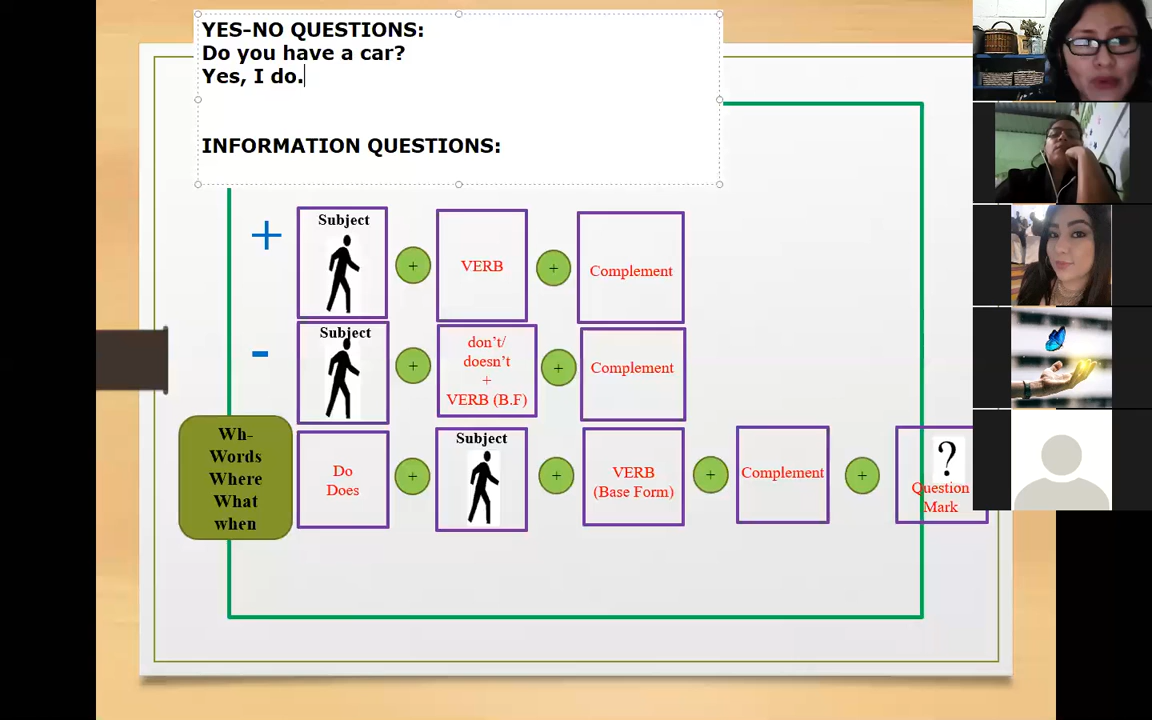 YES-NO QUESTIONS:
Do you have a car?
Yes, I do.
INFORMATION QUESTIONS:
+
Subject
+
VERB
+
Complement
-
Subject
+
don't/
doesn't
+
VERB (B.F)
+
Complement
Wh-
Words
Where
What
when
Do
Does
+
Subject
+
VERB
(Base Form)
+
Complement
+
?
Question
Mark